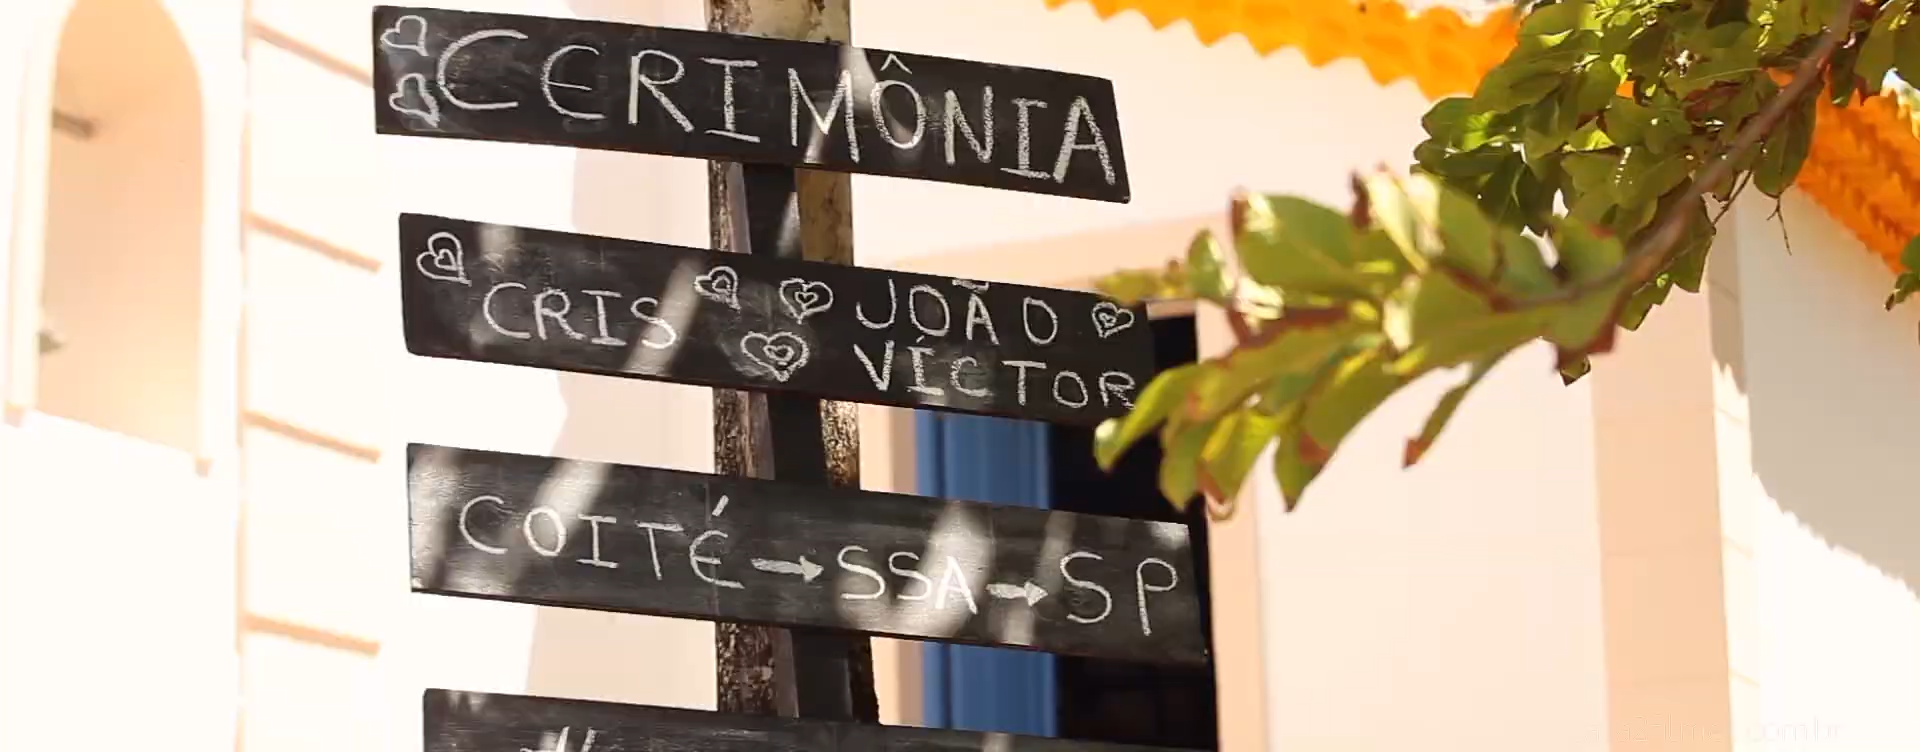 CERIMÔNIA
CRIS JOÃO
VÍCTOR
COITÉ → SSA → SP
#